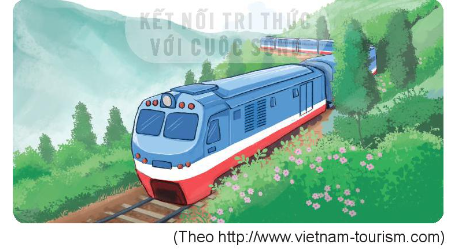 KẾT NỐI TRI THỨC
VỚI CUỘC
(Theo http://www.vietnam-tourism.com)